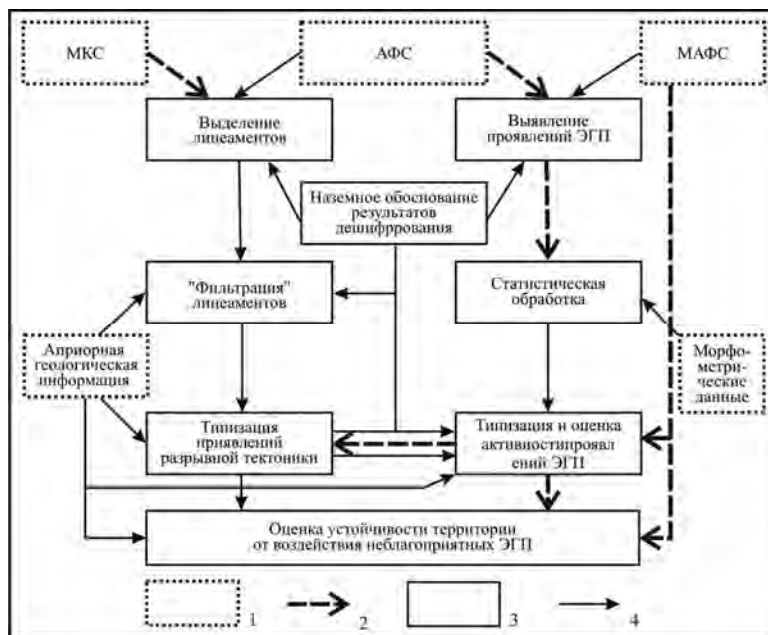 МКС
АФС
МАФС
Выделение
линеаментов
Выявление
проявлений ЭГП
Наземное обоснование
результатов
дешифррования
"Фильтрация"
линеаментов
Статистическая
обработка
Априорная
геологическая
информация
Морфо-
метри-
ческие
данные
Типизация
приявлений
разрывной тектоники
Типизация и оценка
активностипрояв
лений ЭГП
Оценка устойчивости территории
от воздействия неблагоприятных ЭГП
1
2
3
4